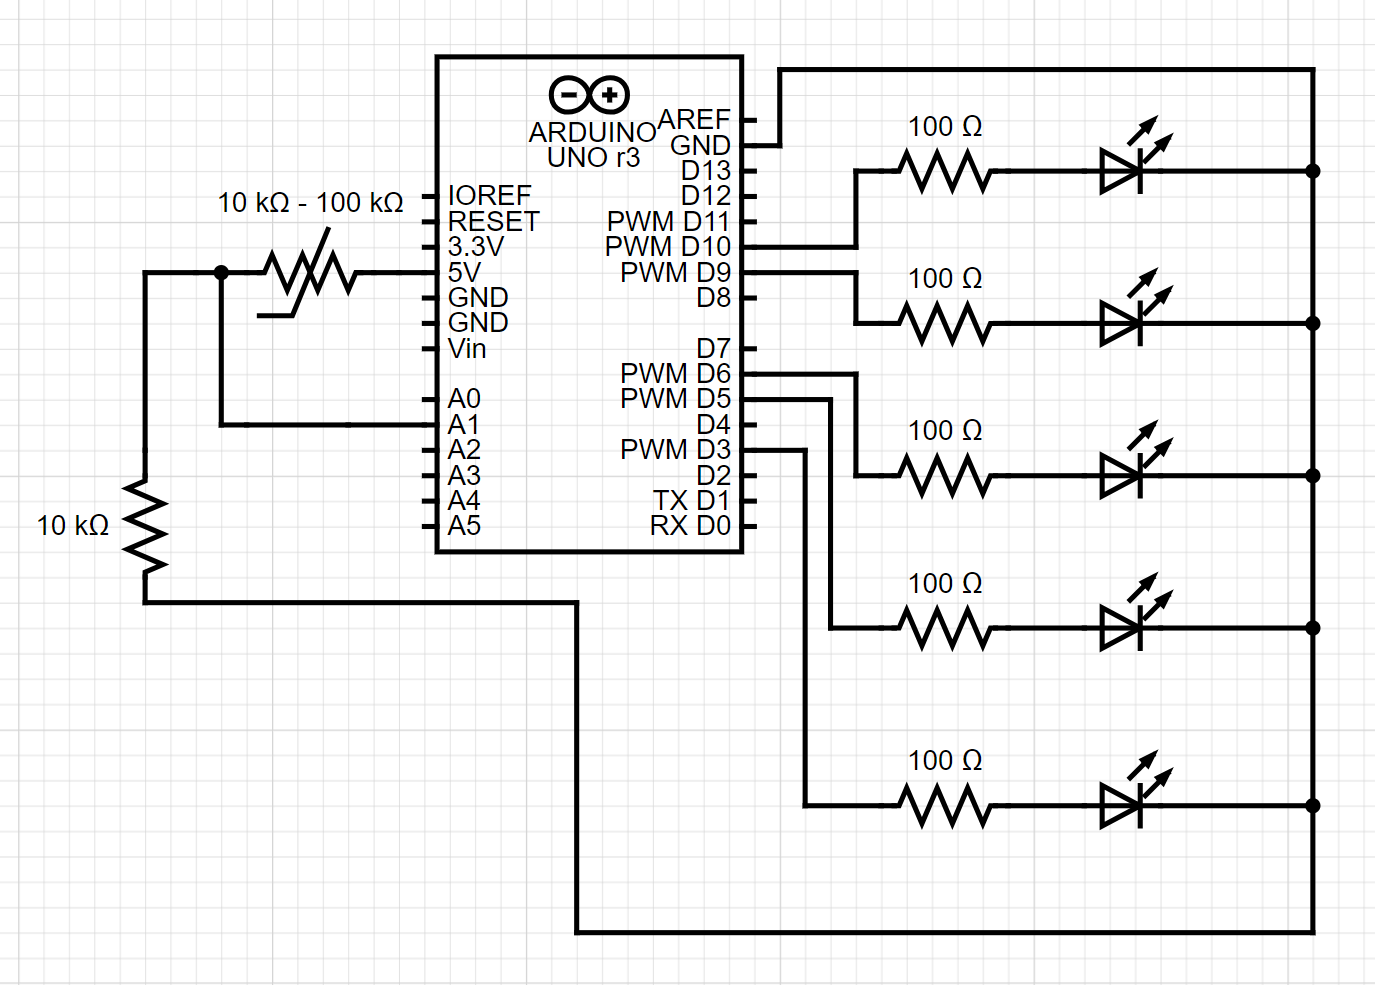 ARDUINO
UNO r3
10 kΩ - 100 kΩ
10 kΩ
IOREF
RESET
3.3V
5V
GND
GND
Vin
A0
A1
A2
A3
A4
A5
AREF
GND
D13
D12
PWM D11
PWM D10
PWM D9
D8
D7
PWM D6
PWM D5
D4
PWM D3
D2
TX D1
RX D0
100 Ω
100 Ω
100 Ω
100 Ω
100 Ω